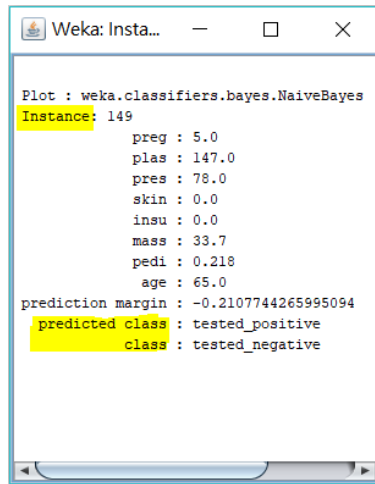 Weka: Insta...
Plot : weka.classifiers.bayes.NaiveBayes
Instance: 149
preg : 5.0
plas : 147.0
pres : 78.0
skin : 0.0
insu : 0.0
mass : 33.7
pedi : 0.218
age : 65.0
prediction margin : -0.2107744265995094
predicted class : tested_positive
class : tested_negative